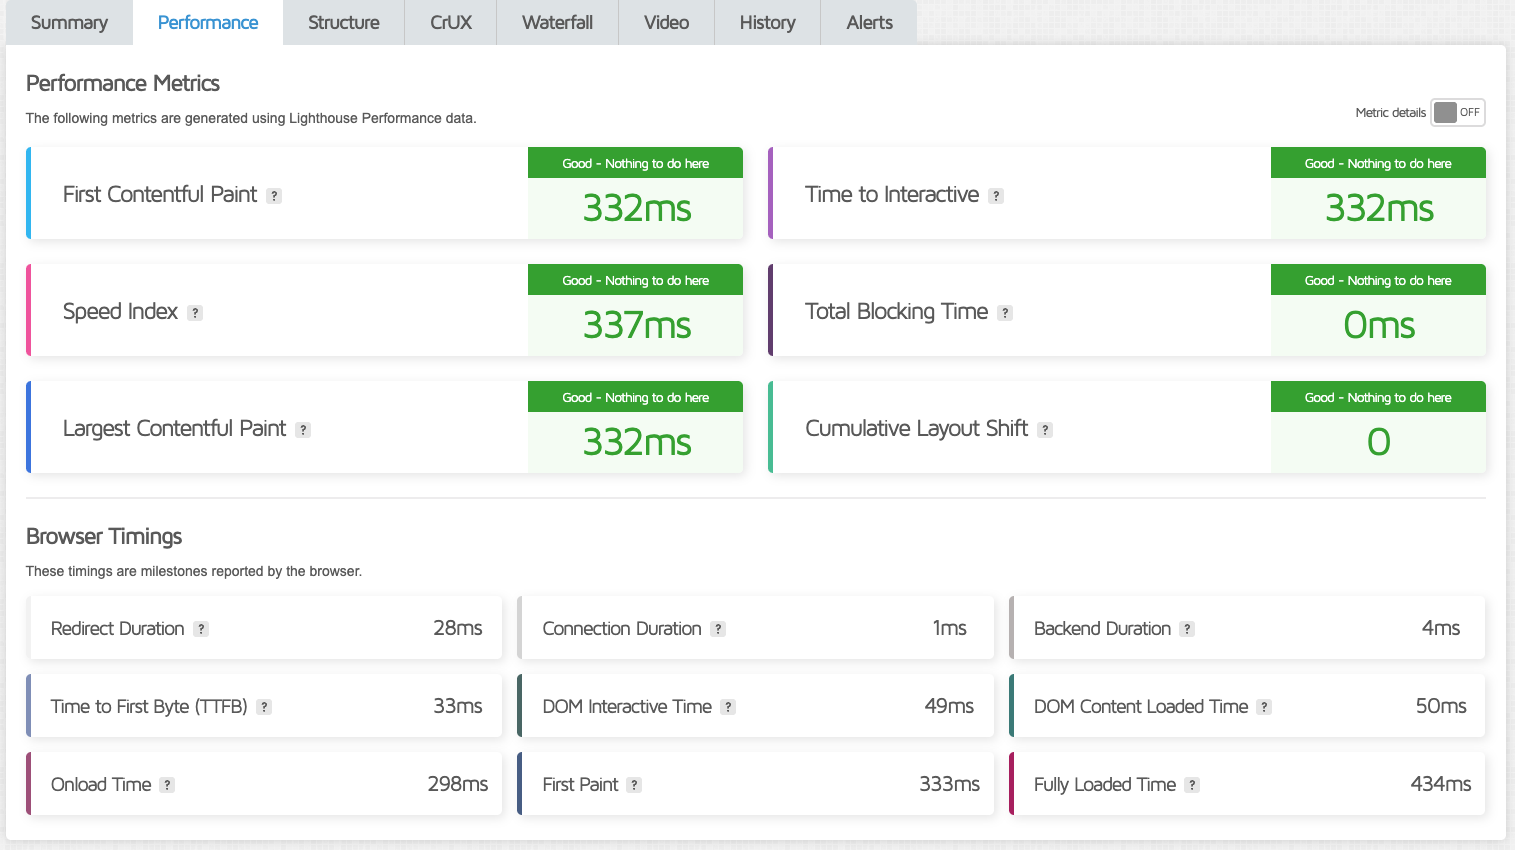 Summary Performance Structure CrUX Waterfall Video History Alerts
Performance Metrics
The following metrics are generated using Lighthouse Performance data.
Metric details OFF
First Contentful Paint ?
Good - Nothing to do here
332ms
Time to Interactive ?
Good - Nothing to do here
332ms
Speed Index ?
Good - Nothing to do here
337ms
Total Blocking Time ?
Good - Nothing to do here
0ms
Largest Contentful Paint ?
Good - Nothing to do here
332ms
Cumulative Layout Shift ?
Good - Nothing to do here
0
Browser Timings
These timings are milestones reported by the browser.
Redirect Duration ? 28ms
Connection Duration ? 1ms
Backend Duration ? 4ms
Time to First Byte (TTFB) ? 33ms
DOM Interactive Time ? 49ms
DOM Content Loaded Time ? 50ms
Onload Time ? 298ms
First Paint ? 333ms
Fully Loaded Time ? 434ms